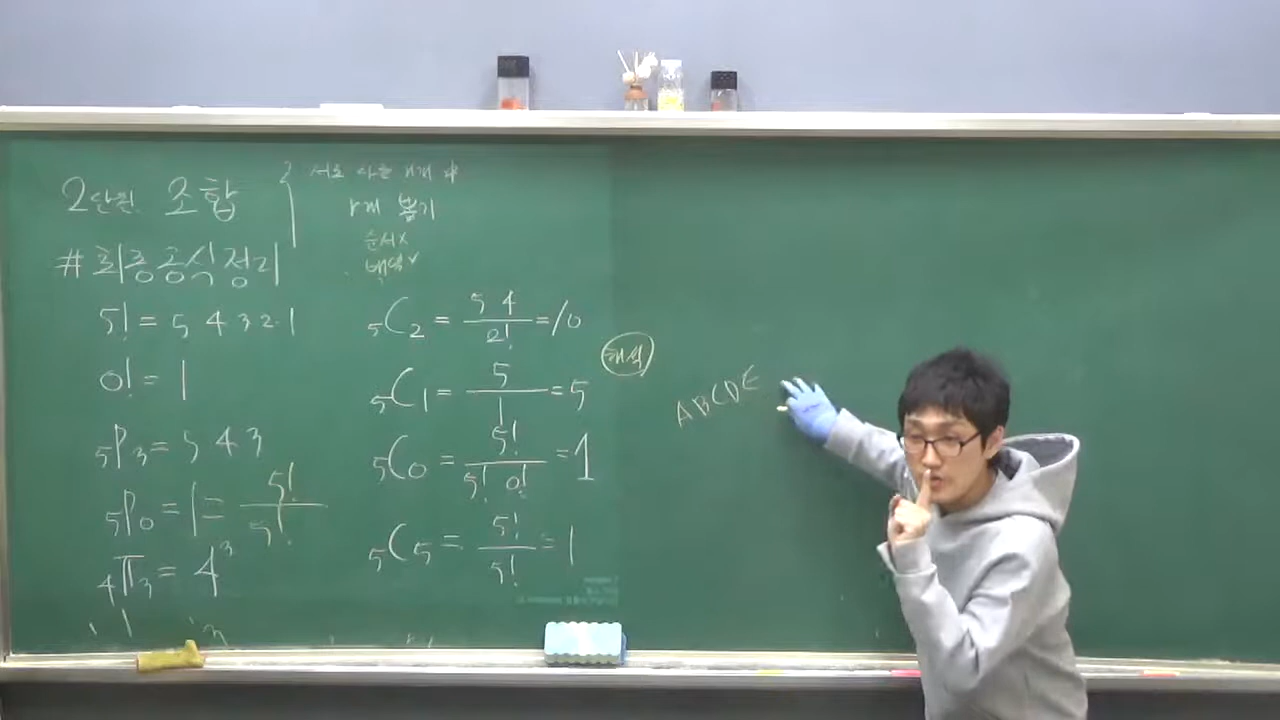 2단원 조합
서로 다른 n개 中
r개 뽑기
순서x
# 최종공식정리
5! = 5 4 3 2 · 1
0! = 1
₅P₃ = 5 4 3
₅P₀ = 1 = 5! / 5!
₄π₃ = 4³
₅C₂ = 5 4 / 2! = 10
₅C₁ = 5 / 1 = 5
₅C₀ = 5! / 5! 0! = 1
₅C₅ = 5! / 5! = 1
해석
A B C D E